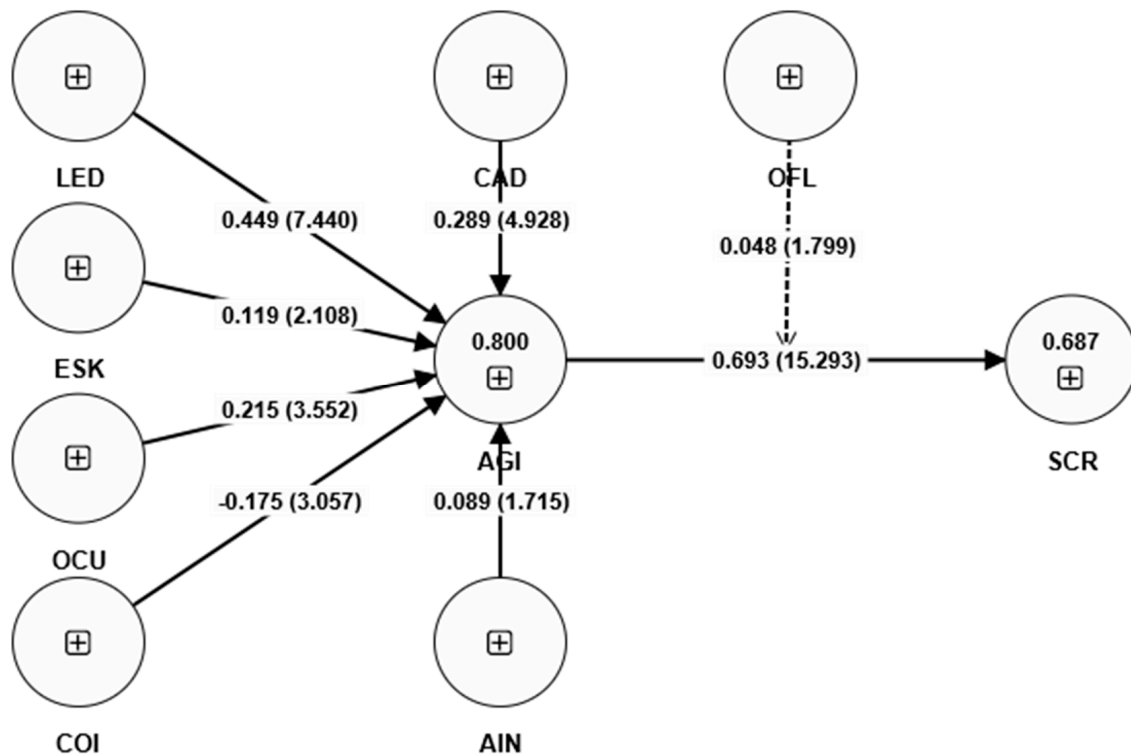 LED
CAD
OFL
0.449 (7.440)
0.289 (4.928)
0.048 (1.799)
ESK
0.119 (2.108)
0.800
0.693 (15.293)
0.687
OCU
0.215 (3.552)
AGI
SCR
-0.175 (3.057)
0.089 (1.715)
COI
AIN